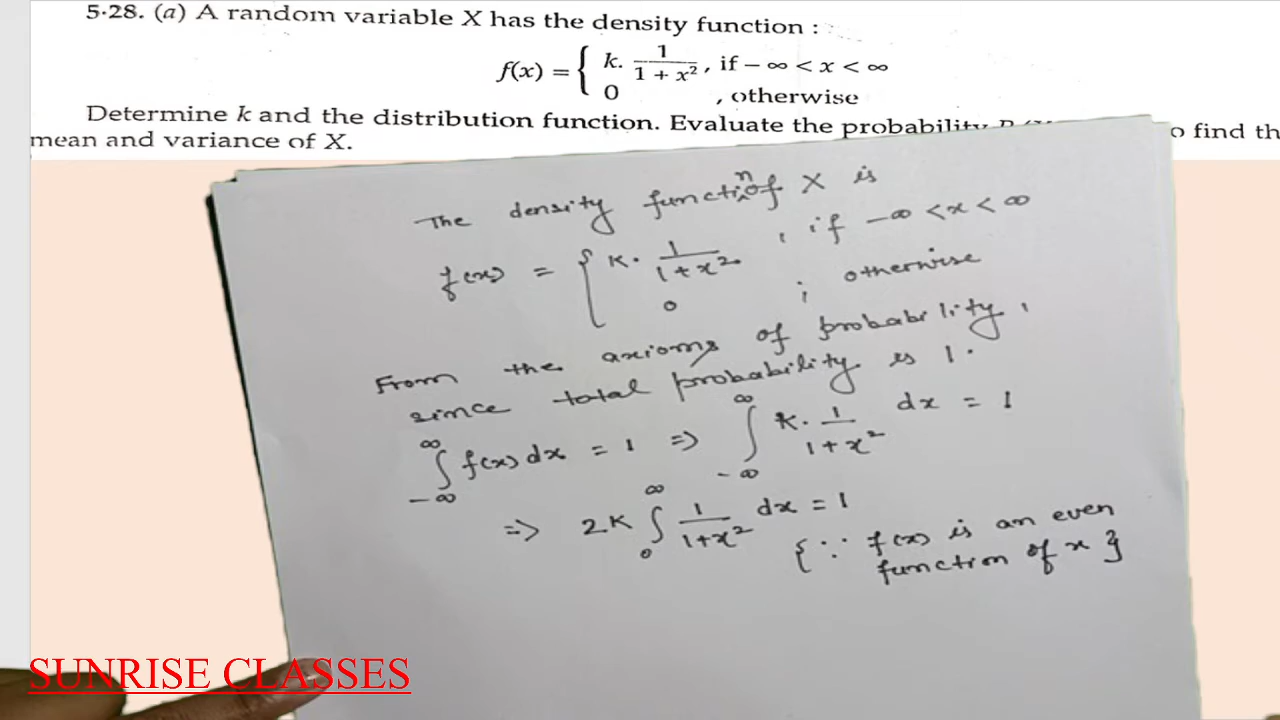 5·28. (a) A random variable X has the density function :
f(x) = { k. 1/(1 + x²), if – ∞ < x < ∞
0 , otherwise
Determine k and the distribution function. Evaluate the probability o find th
mean and variance of X.
The density functionⁿ of X is
f(x) = { K · 1/(1+x²) , if -∞ < x < ∞
0 ; otherwise
From the axioms of probability,
since total probability is 1.
∫_{-∞}^{∞} f(x) dx = 1 => ∫_{-∞}^{∞} K · 1/(1+x²) dx = 1
=> 2K ∫_{0}^{∞} 1/(1+x²) dx = 1
{ ∵ f(x) is an even
function of x }
SUNRISE CLASSES